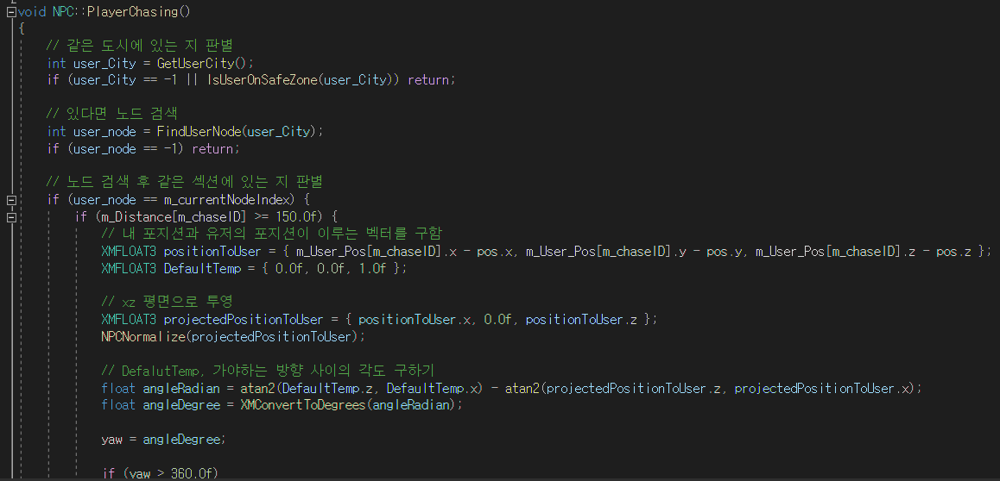 void NPC::PlayerChasing()
{
// 같은 도시에 있는 지 판별
int user_City = GetUserCity();
if (user_City == -1 || IsUserOnSafeZone(user_City)) return;
// 있다면 노드 검색
int user_node = FindUserNode(user_City);
if (user_node == -1) return;
// 노드 검색 후 같은 섹션에 있는 지 판별
if (user_node == m_currentNodeIndex) {
if (m_Distance[m_chaseID] >= 150.0f) {
// 내 포지션과 유저의 포지션이 이루는 벡터를 구함
XMFLOAT3 positionToUser = { m_User_Pos[m_chaseID].x - pos.x, m_User_Pos[m_chaseID].y - pos.y, m_User_Pos[m_chaseID].z - pos.z };
XMFLOAT3 DefaultTemp = { 0.0f, 0.0f, 1.0f };
// xz 평면으로 투영
XMFLOAT3 projectedPositionToUser = { positionToUser.x, 0.0f, positionToUser.z };
NPCNormalize(projectedPositionToUser);
// DefalutTemp, 가야하는 방향 사이의 각도 구하기
float angleRadian = atan2(DefaultTemp.z, DefaultTemp.x) - atan2(projectedPositionToUser.z, projectedPositionToUser.x);
float angleDegree = XMConvertToDegrees(angleRadian);
yaw = angleDegree;
if (yaw > 360.0f)